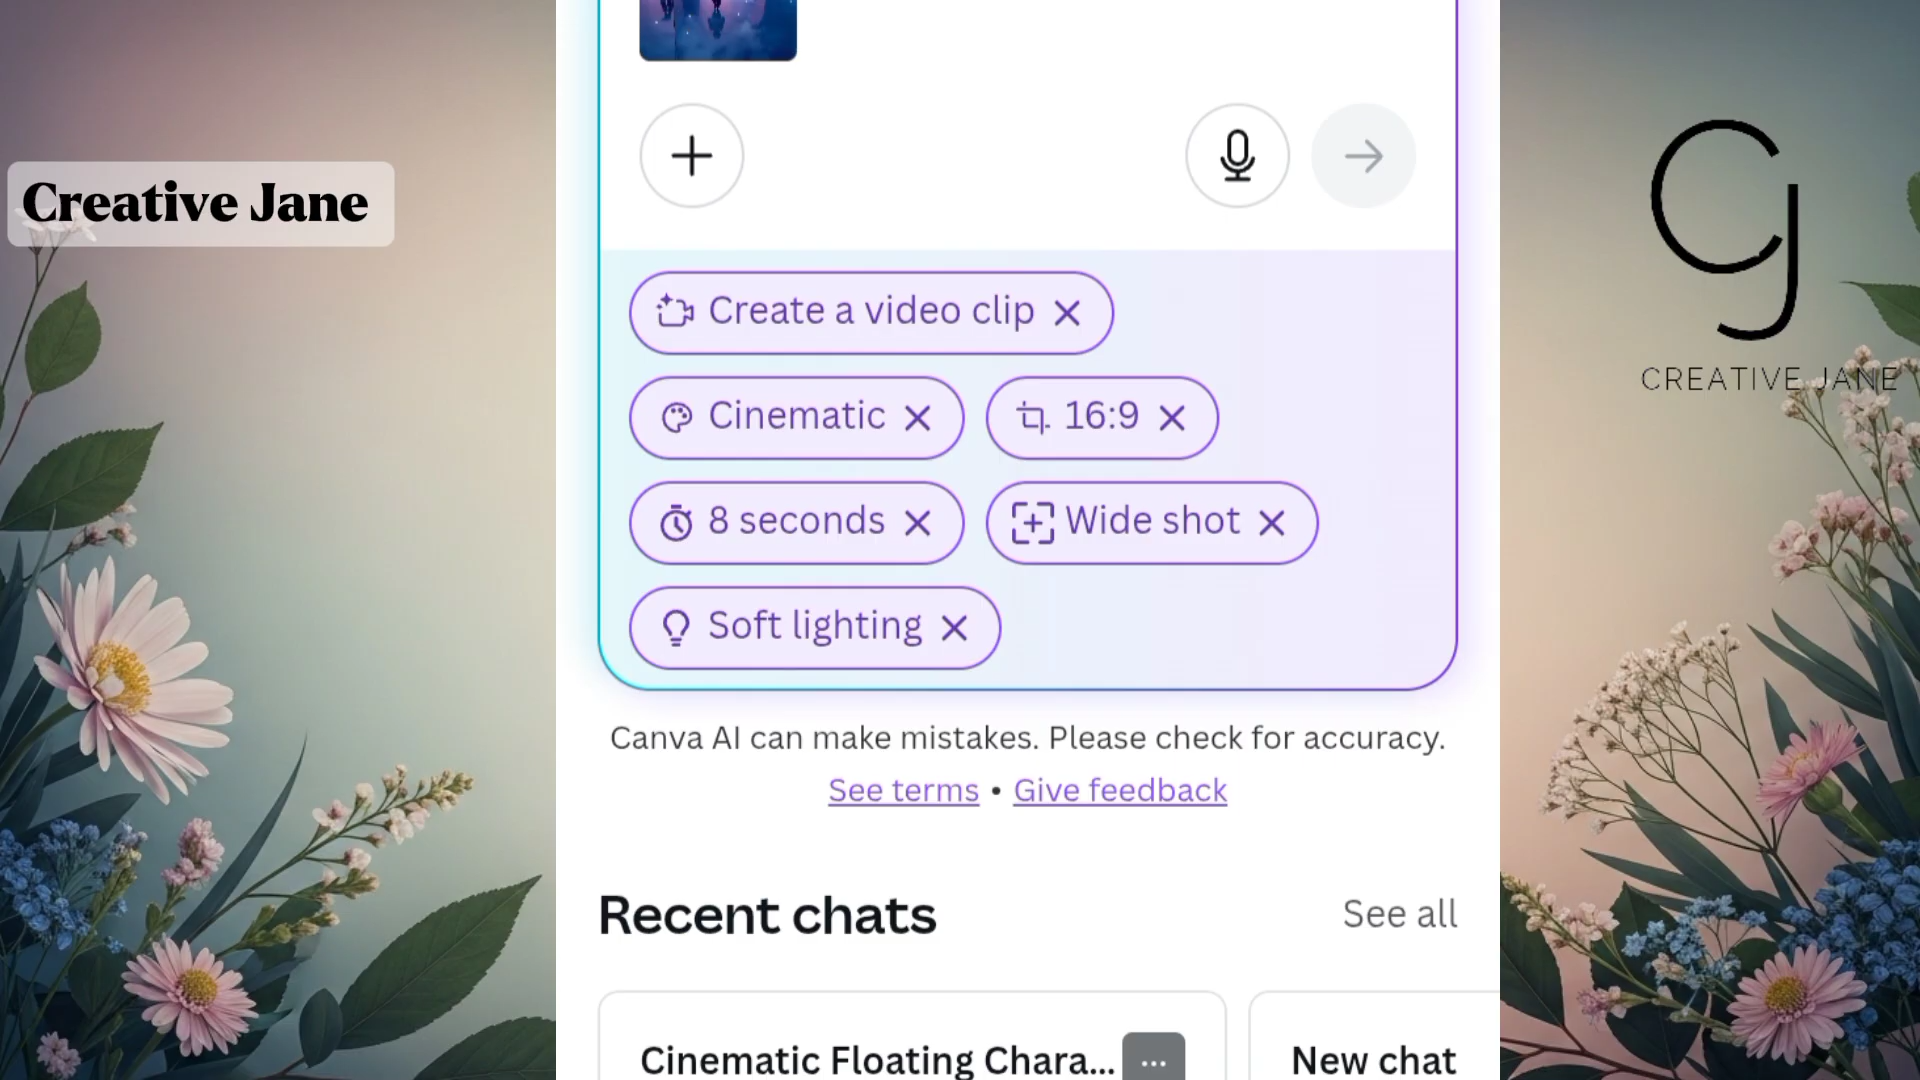 Creative Jane
Create a video clip
Cinematic
16:9
8 seconds
Wide shot
Soft lighting
Canva AI can make mistakes. Please check for accuracy.
See terms • Give feedback
Recent chats
See all
Cinematic Floating Chara...
New chat
CJ
CREATIVE JANE